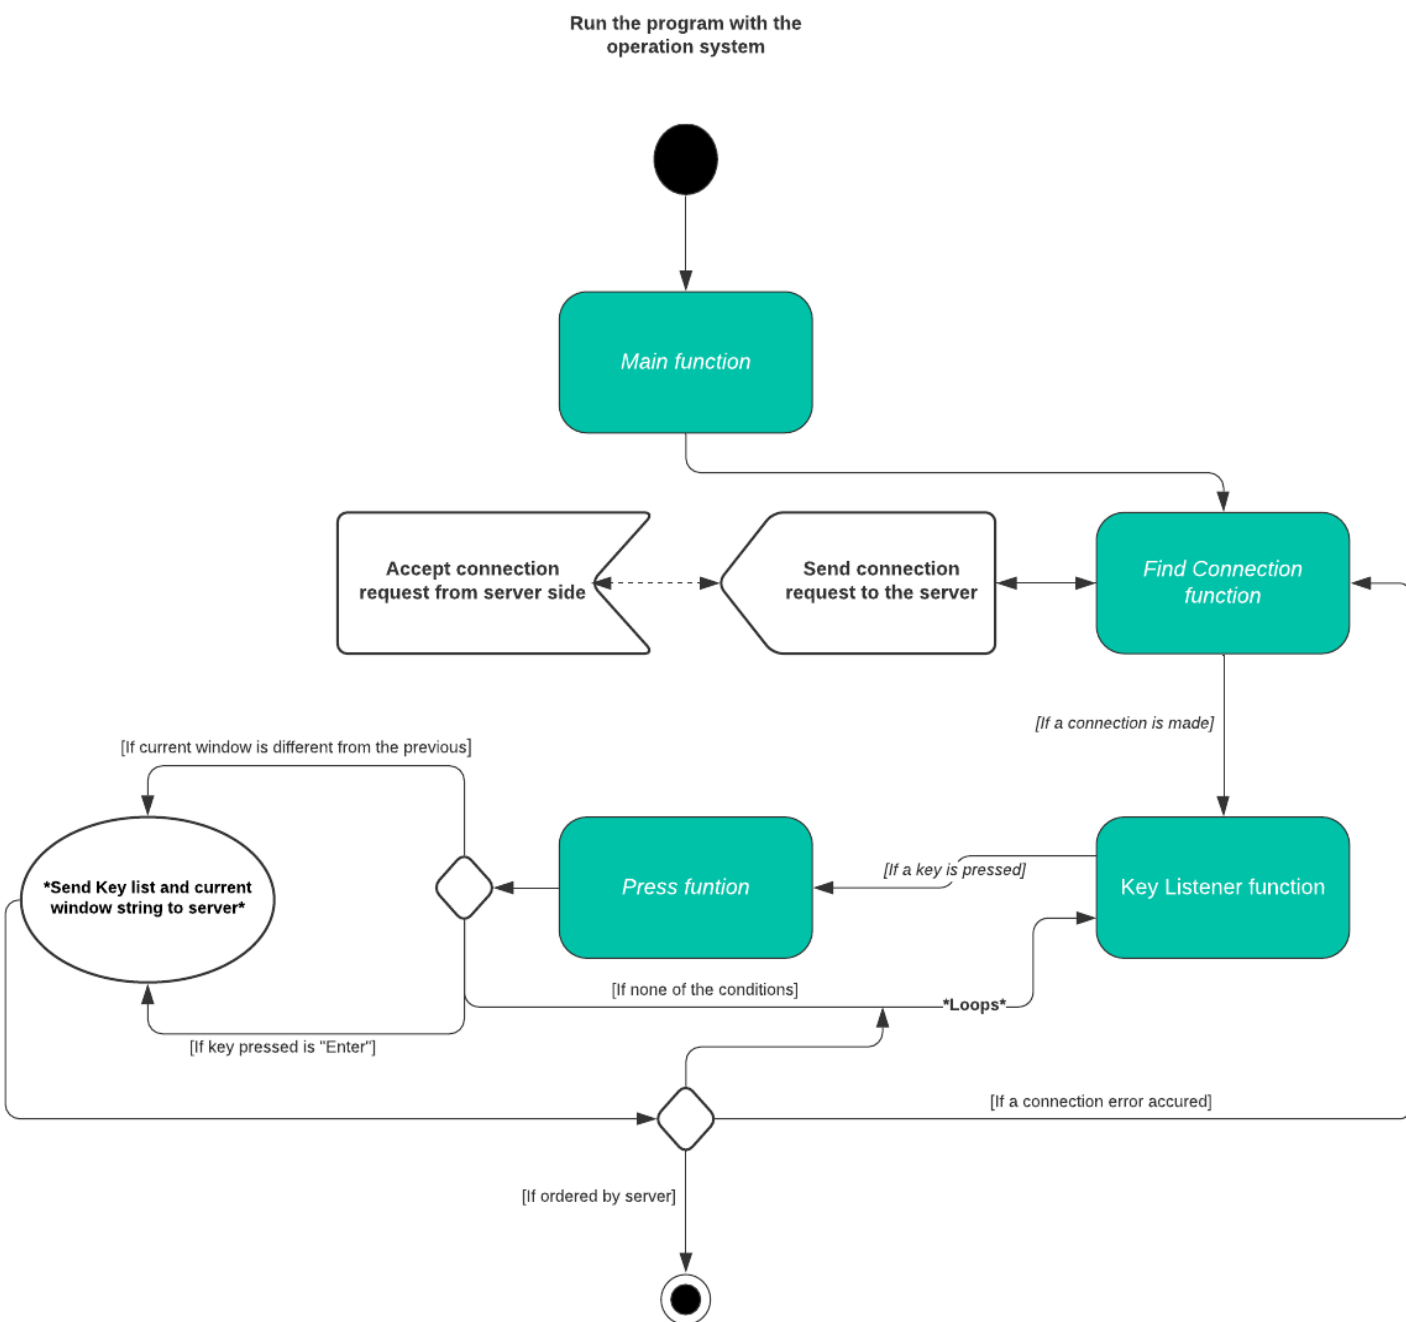 Run the program with the
operation system
Main function
Accept connection
request from server side
Send connection
request to the server
Find Connection
function
[If a connection is made]
[If current window is different from the previous]
*Send Key list and current
window string to server*
Press funtion
[If a key is pressed]
Key Listener function
[If none of the conditions]
*Loops*
[If key pressed is "Enter"]
[If a connection error accured]
[If ordered by server]